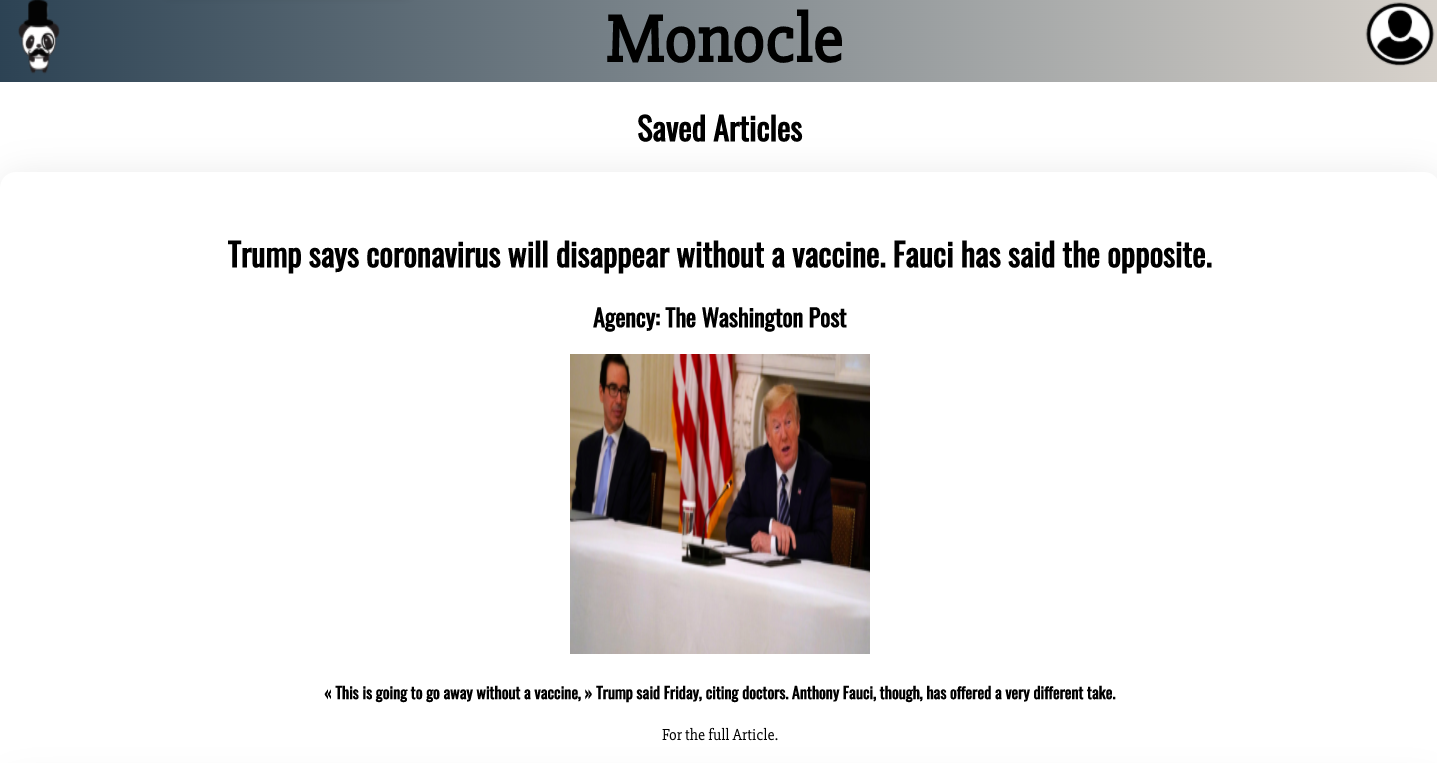 Monocle
Saved Articles
Trump says coronavirus will disappear without a vaccine. Fauci has said the opposite.
Agency: The Washington Post
« This is going to go away without a vaccine, » Trump said Friday, citing doctors. Anthony Fauci, though, has offered a very different take.
For the full Article.